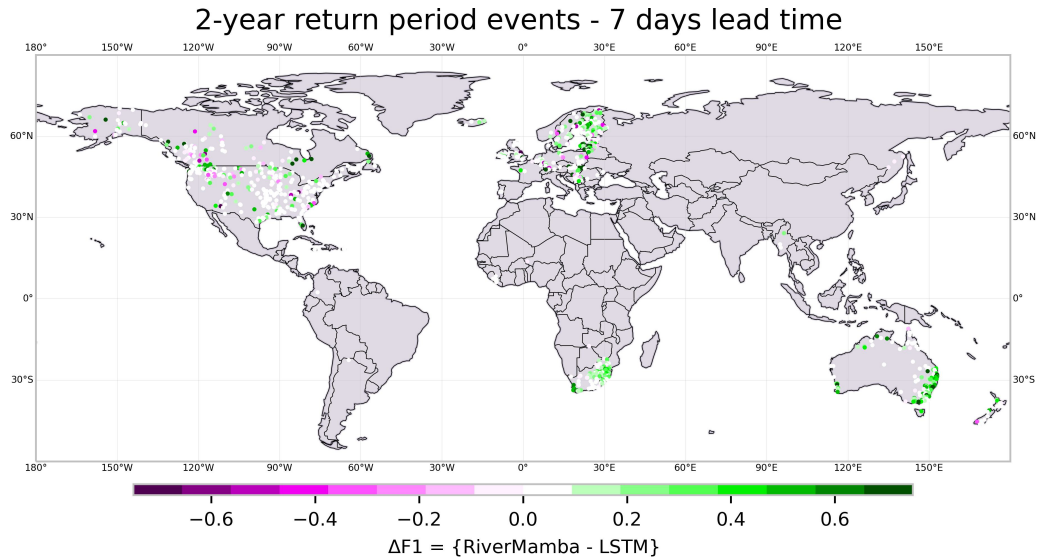 2-year return period events - 7 days lead time
180° 150°W 120°W 90°W 60°W 30°W 0° 30°E 60°E 90°E 120°E 150°E
60°N 60°N
30°N 30°N
0° 0°
30°S 30°S
180° 150°W 120°W 90°W 60°W 30°W 0° 30°E 60°E 90°E 120°E 150°E
−0.6 −0.4 −0.2 0.0 0.2 0.4 0.6
ΔF1 = {RiverMamba - LSTM}